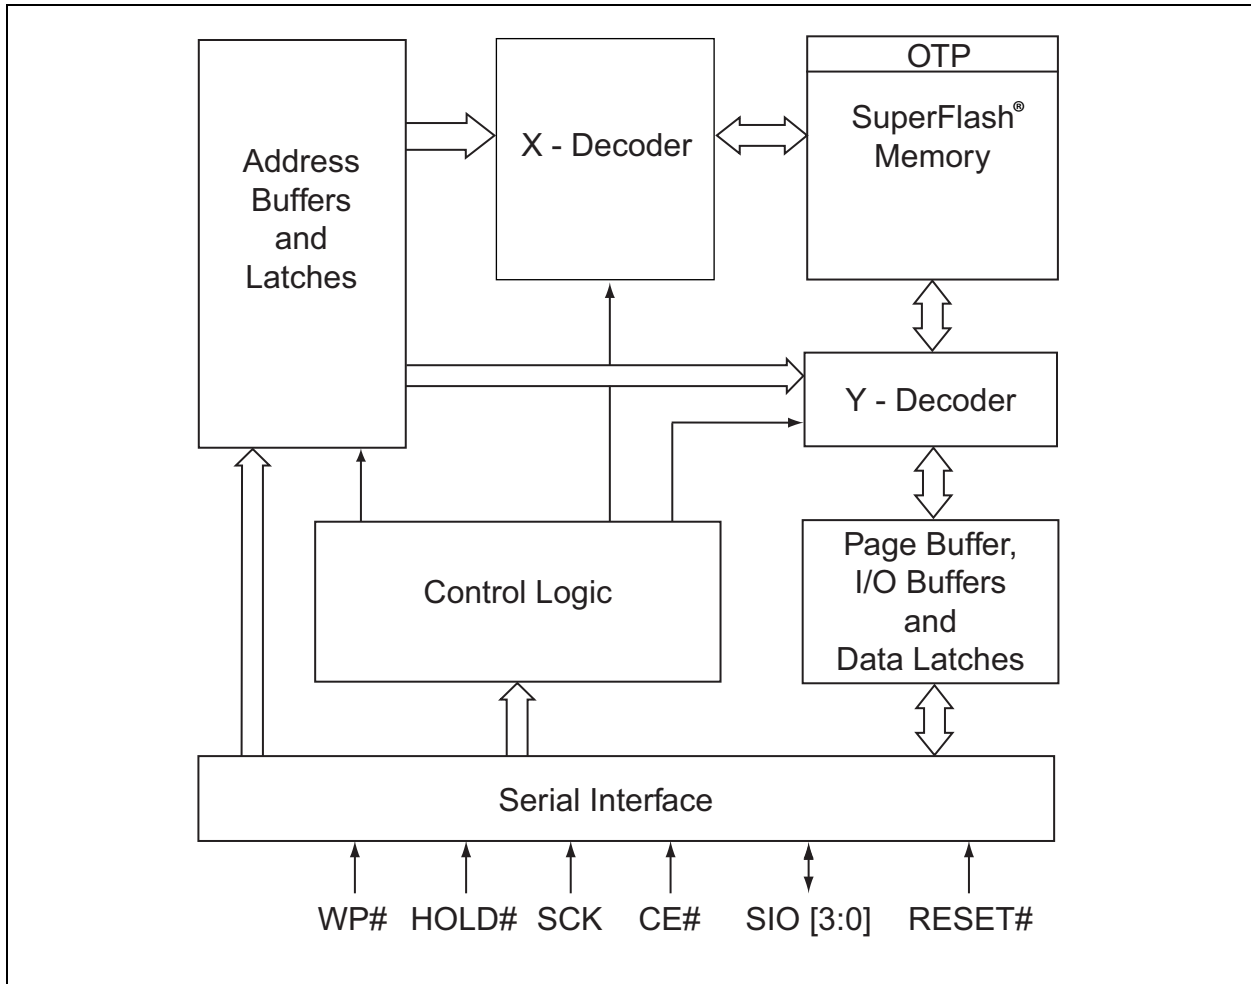 OTP
SuperFlash®
Memory
X - Decoder
Address
Buffers
and
Latches
Y - Decoder
Control Logic
Page Buffer,
I/O Buffers
and
Data Latches
Serial Interface
WP# HOLD# SCK CE# SIO [3:0] RESET#